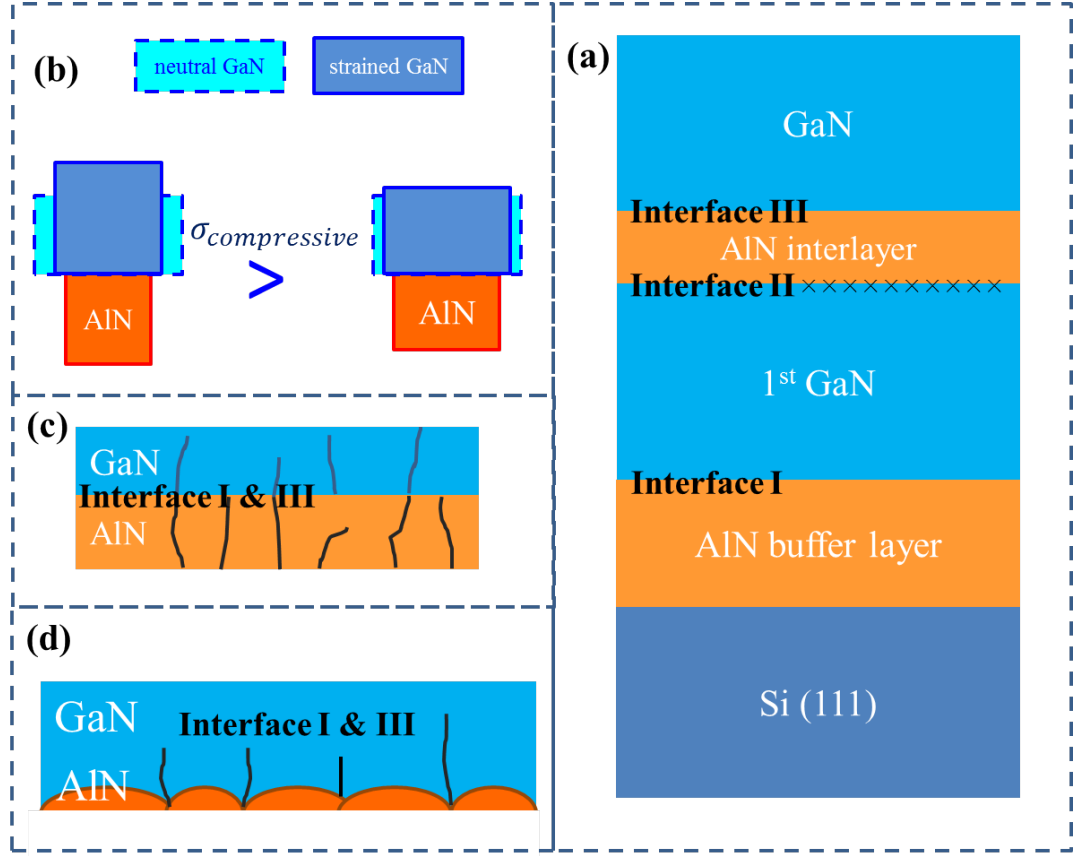 (b)
neutral GaN
strained GaN
σcompressive
>
AlN
AlN
(c)
GaN
Interface I & III
AlN
(d)
GaN
Interface I & III
AlN
(a)
GaN
Interface III
AlN interlayer
Interface II ××××××××××
1st GaN
Interface I
AlN buffer layer
Si (111)